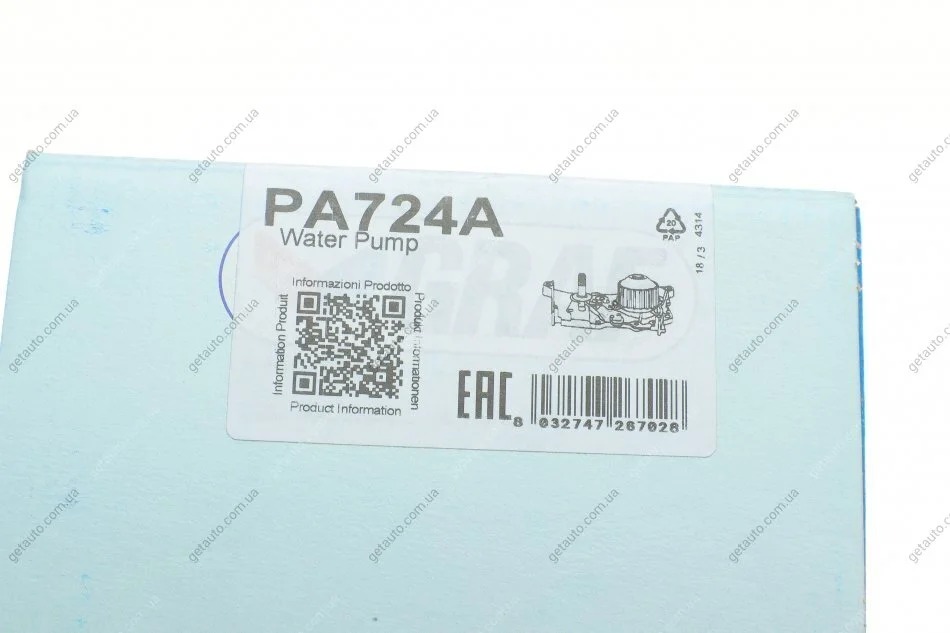 PA724A
Water Pump
GRAF
20
PAP
18 / 3 4314
Informazioni Prodotto
Information Produit
Produkt Informationen
Product Information
EAC
8 032747 267028
getauto.com.ua